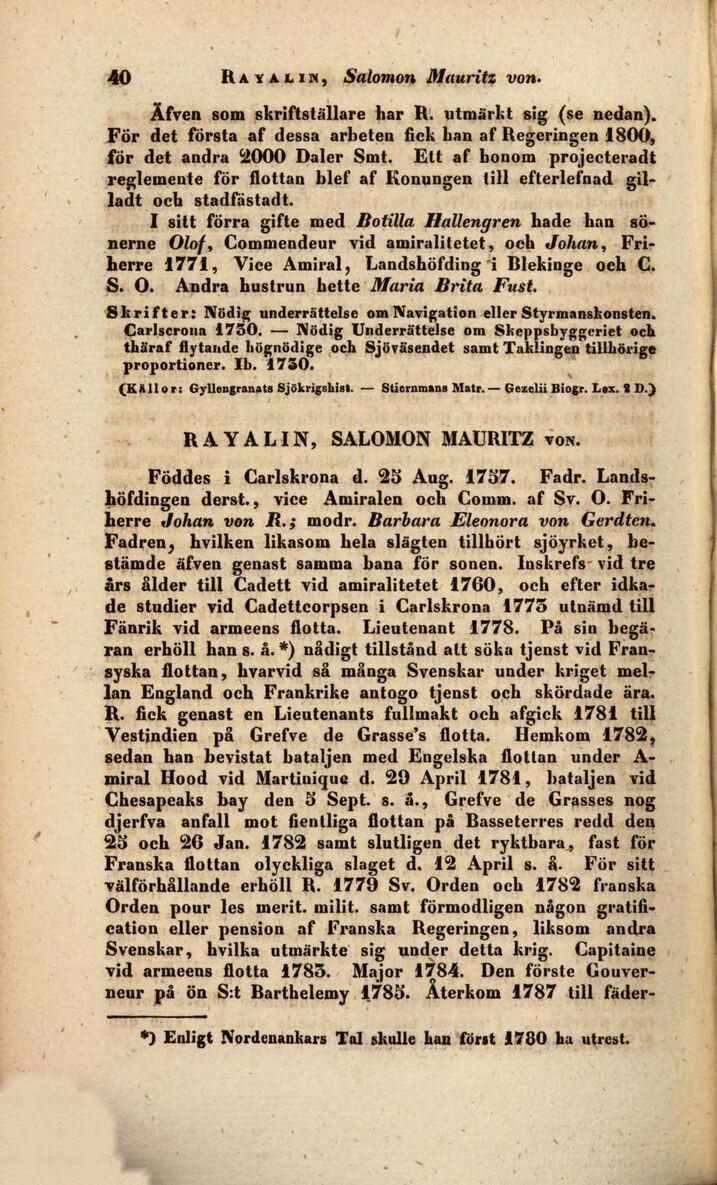 40 RAYALIN, Salomon Mauritz von.
Äfven som skriftställare har R. utmärkt sig (se nedan).
För det första af dessa arbeten fick han af Regeringen 1800,
för det andra 2000 Daler Smt. Ett af honom projecteradt
reglemente för flottan blef af Konungen till efterlefnad gil-
ladt och stadfästadt.
I sitt förra gifte med Botilla Hallengren hade han sö-
nerne Olof, Commendeur vid amiralitetet, och Johan, Fri-
herre 1771, Vice Amiral, Landshöfding i Blekinge och C.
S. O. Andra hustrun hette Maria Brita Fust.
Skrifter: Nödig underrättelse om Navigation eller Styrmanskonsten.
Carlscrona 1730. — Nödig Underrättelse om Skeppsbyggeriet och
thäraf flytande högnödige och Sjöväsendet samt Taklingen tillhörige
proportioner. Ib. 1730.
(Källor: Gyllengranats Sjökrigshist. — Stiernmans Matr. — Gezelii Biogr. Lex. 2 D.)
RAYALIN, SALOMON MAURITZ VON.
Föddes i Carlskrona d. 25 Aug. 1757. Fadr. Lands-
höfdingen derst., vice Amiralen och Comm. af Sv. O. Fri-
herre Johan von R.; modr. Barbara Eleonora von Gerdten.
Fadren, hvilken likasom hela slägten tillhört sjöyrket, be-
stämde äfven genast samma bana för sonen. Inskrefs vid tre
års ålder till Cadett vid amiralitetet 1760, och efter idka-
de studier vid Cadettcorpsen i Carlskrona 1775 utnämd till
Fänrik vid armeens flotta. Lieutenant 1778. På sin begä-
ran erhöll han s. å. *) nådigt tillstånd att söka tjenst vid Fran-
syska flottan, hvarvid så många Svenskar under kriget mel-
lan England och Frankrike antogo tjenst och skördade ära.
R. fick genast en Lieutenants fullmakt och afgick 1781 till
Vestindien på Grefve de Grasse's flotta. Hemkom 1782,
sedan han bevistat bataljen med Engelska flottan under A-
miral Hood vid Martinique d. 29 April 1781, bataljen vid
Chesapeaks bay den 5 Sept. s. å., Grefve de Grasses nog
djerfva anfall mot fientliga flottan på Basseterres redd den
25 och 26 Jan. 1782 samt slutligen det ryktbara, fast för
Franska flottan olyckliga slaget d. 12 April s. å. För sitt
välförhållande erhöll R. 1779 Sv. Orden och 1782 franska
Orden pour les merit. milit. samt förmodligen någon gratifi-
cation eller pension af Franska Regeringen, liksom andra
Svenskar, hvilka utmärkte sig under detta krig. Capitaine
vid armeens flotta 1783. Major 1784. Den förste Gouver-
neur på ön S:t Barthelemy 1785. Återkom 1787 till fäder-
*) Enligt Nordenankars Tal skulle han först 1780 ha utrest.